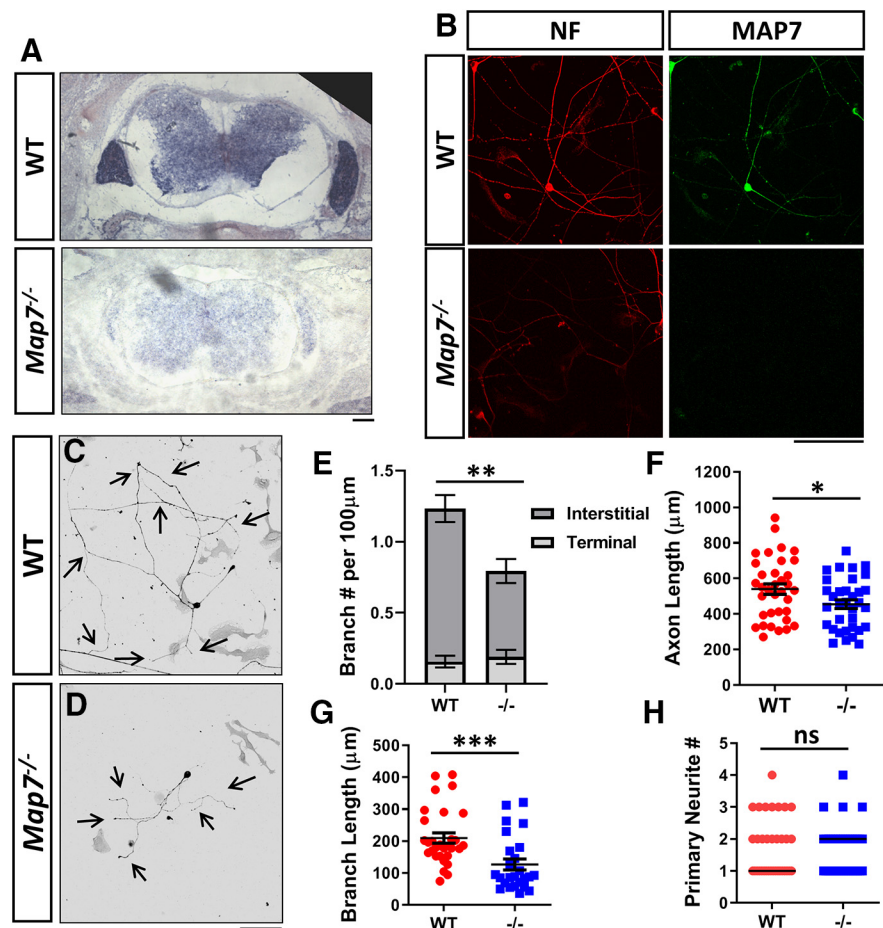 A
WT
Map7-/-
B
NF
MAP7
WT
Map7-/-
C
WT
D
Map7-/-
E
Branch # per 100μm
1.5
1.0
0.5
0.0
**
WT
-/-
Interstitial
Terminal
F
Axon Length (μm)
1200
1000
800
600
400
200
0
*
WT
-/-
G
Branch Length (μm)
500
400
300
200
100
0
***
WT
-/-
H
Primary Neurite #
5
4
3
2
1
0
ns
WT
-/-